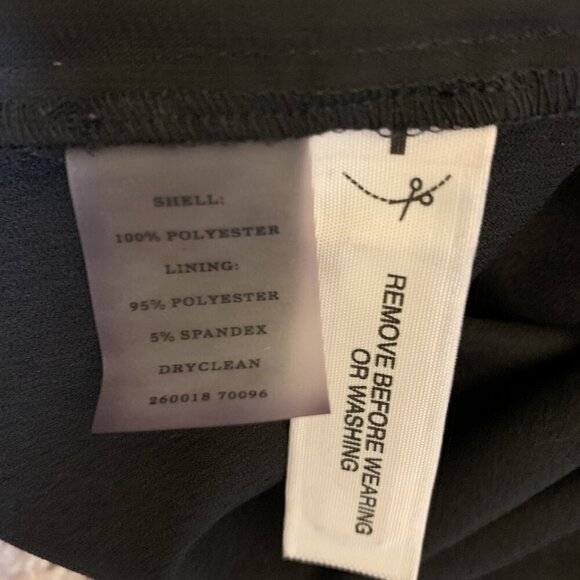 SHELL:
100% POLYESTER
LINING:
95% POLYESTER
5% SPANDEX
DRYCLEAN
260018 70096
REMOVE BEFORE WEARING
OR WASHING